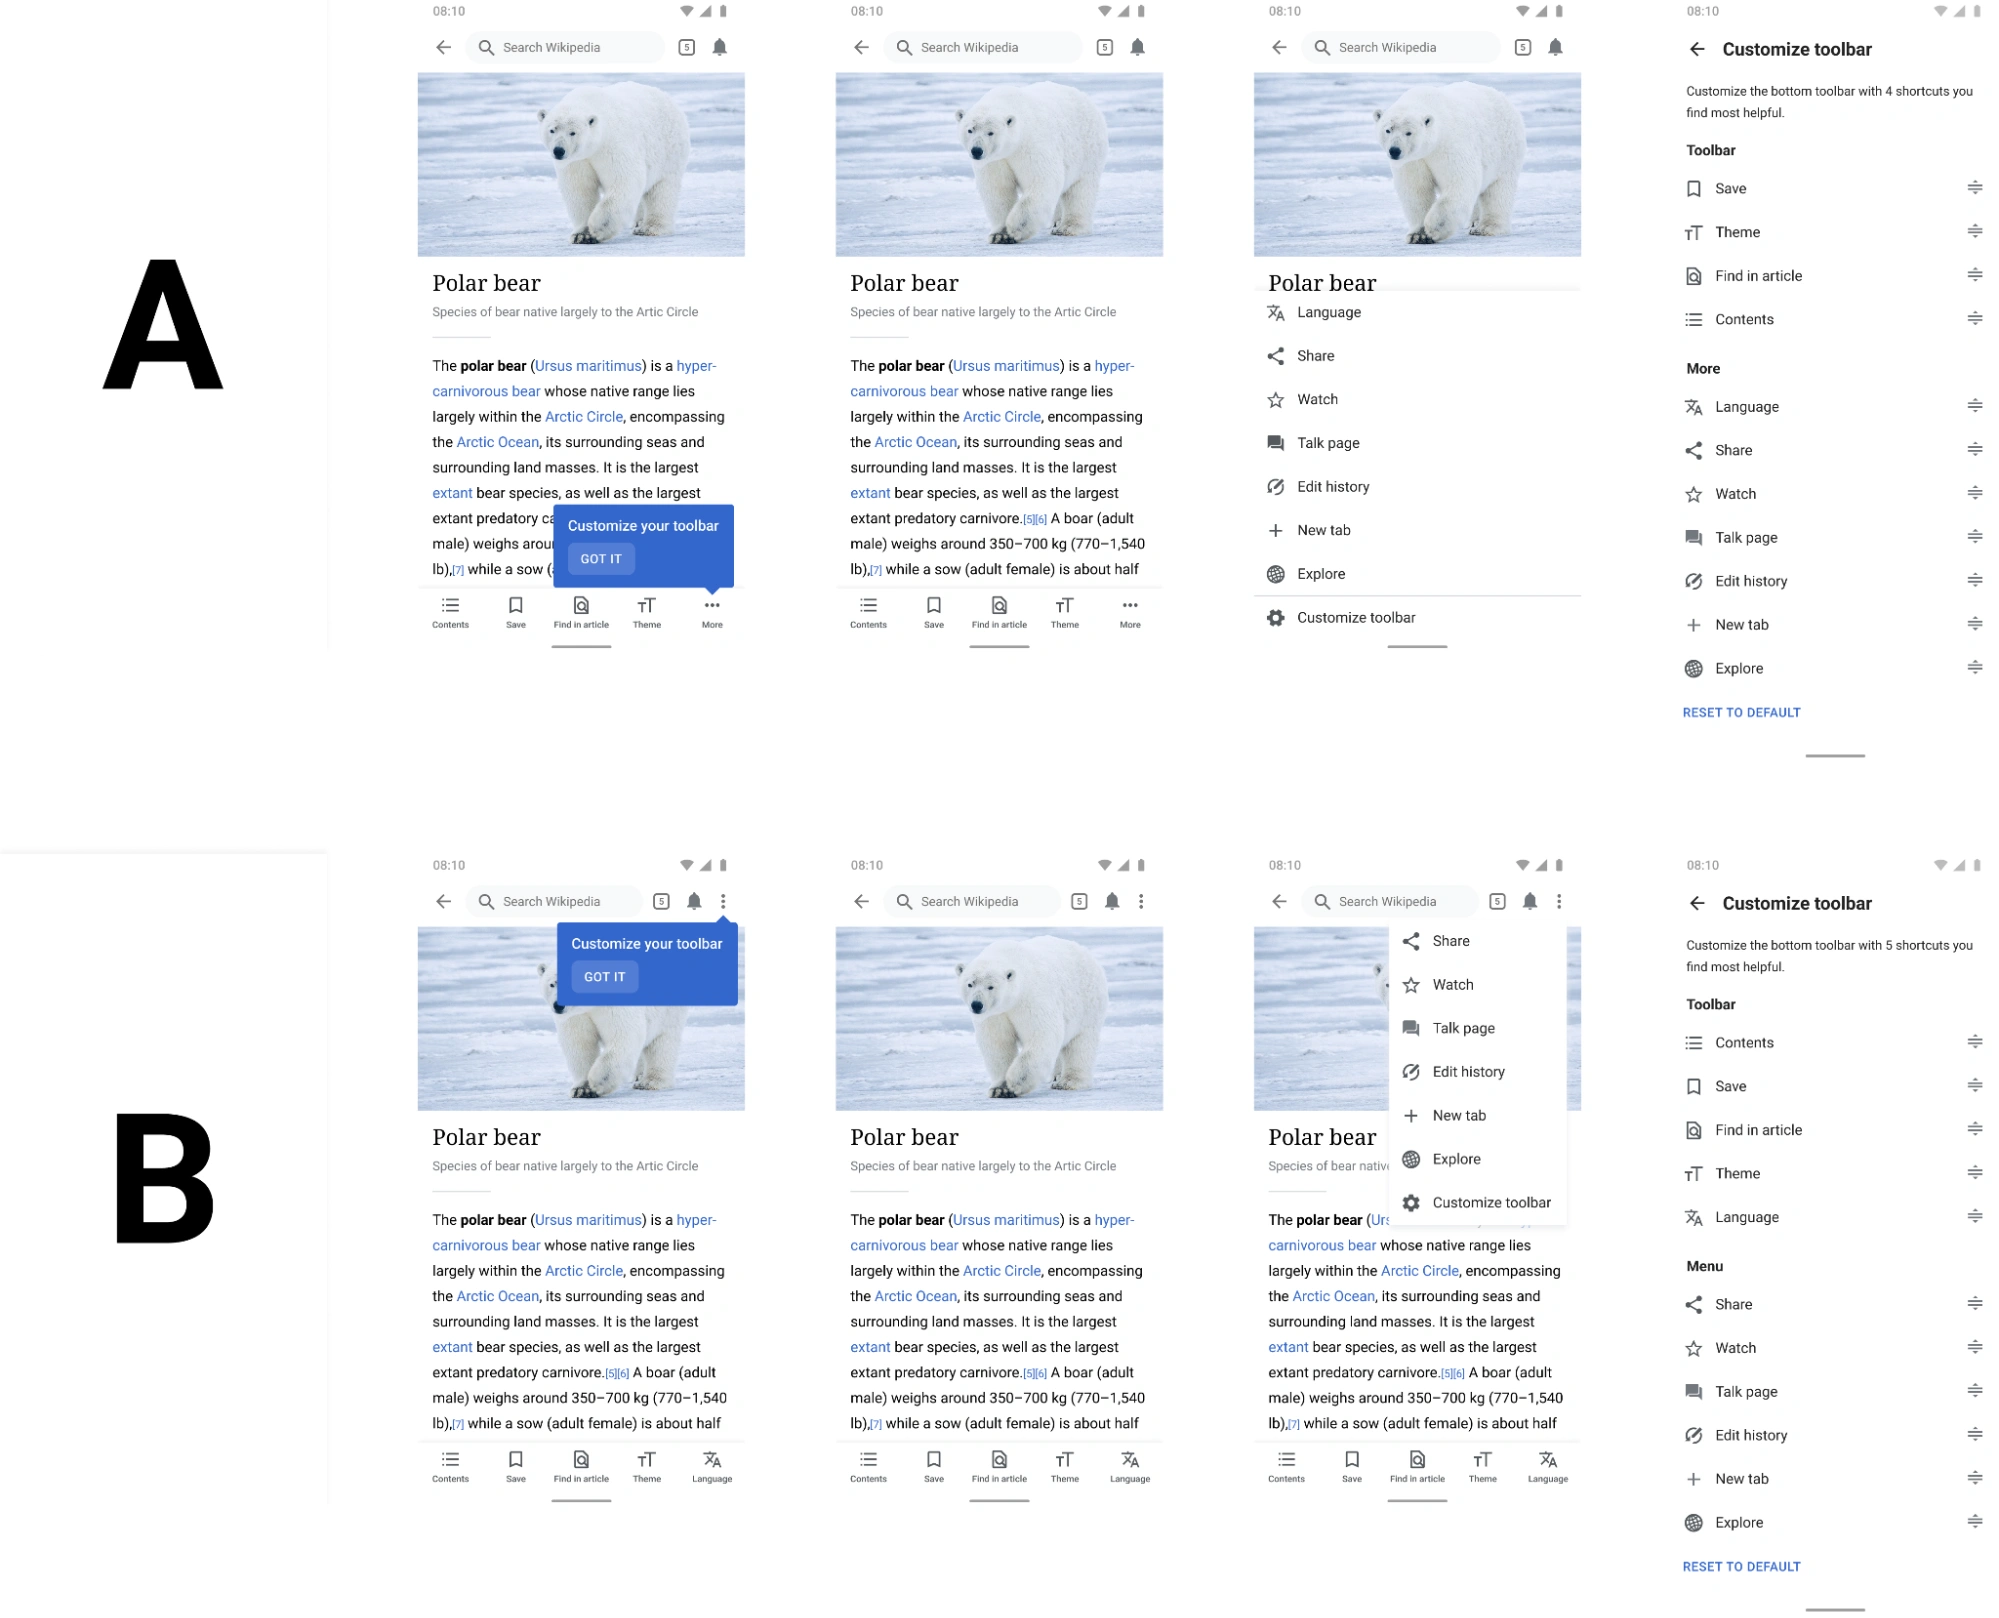 A
08:10
Search Wikipedia
5
Polar bear
Species of bear native largely to the Artic Circle
The polar bear (Ursus maritimus) is a hyper-
carnivorous bear whose native range lies
largely within the Arctic Circle, encompassing
the Arctic Ocean, its surrounding seas and
surrounding land masses. It is the largest
extant bear species, as well as the largest
extant predatory ca
male) weighs arou
lb),[7] while a sow (
Customize your toolbar
GOT IT
Contents
Save
Find in article
Theme
More
08:10
Search Wikipedia
5
Polar bear
Species of bear native largely to the Artic Circle
The polar bear (Ursus maritimus) is a hyper-
carnivorous bear whose native range lies
largely within the Arctic Circle, encompassing
the Arctic Ocean, its surrounding seas and
surrounding land masses. It is the largest
extant bear species, as well as the largest
extant predatory carnivore.[5][6] A boar (adult
male) weighs around 350–700 kg (770–1,540
lb),[7] while a sow (adult female) is about half
Contents
Save
Find in article
Theme
More
08:10
Search Wikipedia
5
Polar bear
Language
Share
Watch
Talk page
Edit history
New tab
Explore
Customize toolbar
08:10
Customize toolbar
Customize the bottom toolbar with 4 shortcuts you
find most helpful.
Toolbar
Save
Theme
Find in article
Contents
More
Language
Share
Watch
Talk page
Edit history
New tab
Explore
RESET TO DEFAULT
B
08:10
Search Wikipedia
5
Customize your toolbar
GOT IT
Polar bear
Species of bear native largely to the Artic Circle
The polar bear (Ursus maritimus) is a hyper-
carnivorous bear whose native range lies
largely within the Arctic Circle, encompassing
the Arctic Ocean, its surrounding seas and
surrounding land masses. It is the largest
extant bear species, as well as the largest
extant predatory carnivore.[5][6] A boar (adult
male) weighs around 350–700 kg (770–1,540
lb),[7] while a sow (adult female) is about half
Contents
Save
Find in article
Theme
Language
08:10
Search Wikipedia
5
Polar bear
Species of bear native largely to the Artic Circle
The polar bear (Ursus maritimus) is a hyper-
carnivorous bear whose native range lies
largely within the Arctic Circle, encompassing
the Arctic Ocean, its surrounding seas and
surrounding land masses. It is the largest
extant bear species, as well as the largest
extant predatory carnivore.[5][6] A boar (adult
male) weighs around 350–700 kg (770–1,540
lb),[7] while a sow (adult female) is about half
Contents
Save
Find in article
Theme
Language
08:10
Search Wikipedia
5
Share
Watch
Talk page
Edit history
New tab
Explore
Customize toolbar
Polar bear
Species of bear nativ
The polar bear (Urs
carnivorous bear whose native range lies
largely within the Arctic Circle, encompassing
the Arctic Ocean, its surrounding seas and
surrounding land masses. It is the largest
extant bear species, as well as the largest
extant predatory carnivore.[5][6] A boar (adult
male) weighs around 350–700 kg (770–1,540
lb),[7] while a sow (adult female) is about half
Contents
Save
Find in article
Theme
Language
08:10
Customize toolbar
Customize the bottom toolbar with 5 shortcuts you
find most helpful.
Toolbar
Contents
Save
Find in article
Theme
Language
Menu
Share
Watch
Talk page
Edit history
New tab
Explore
RESET TO DEFAULT